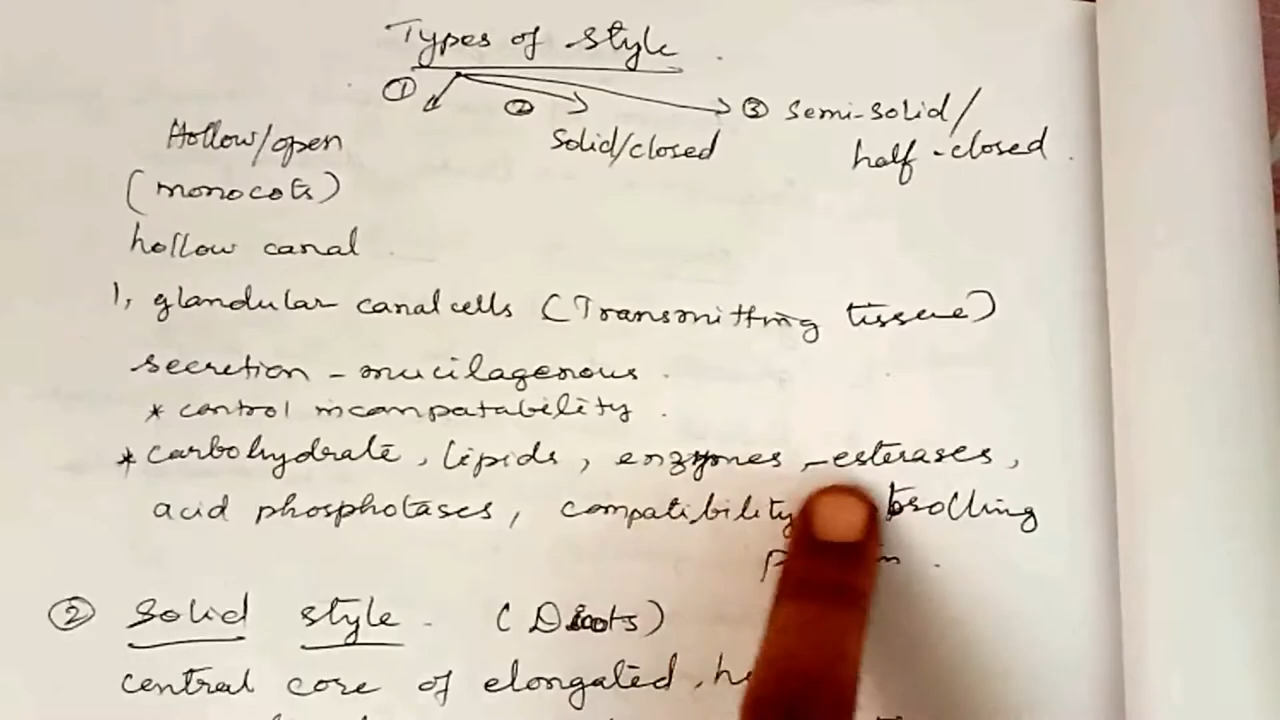 Types of style
① ② ③ Semi-solid/
Hollow/open Solid/closed half-closed
(monocots)
hollow canal
1, glandular canal cells (Transmitting tissue)
secretion - mucilagenous
* control incompatability
* carbohydrate, lipids, enzymes - esterases,
acid phosphotases, compatibility
② Solid style (Dicots)
central core of elongated,